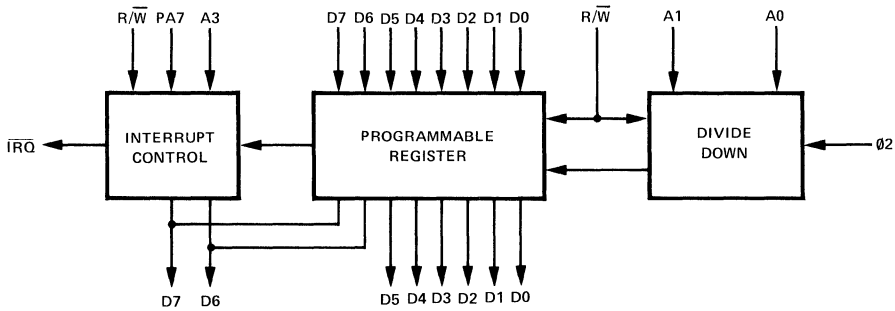 R/W̅ PA7 A3 D7 D6 D5 D4 D3 D2 D1 D0 R/W̅ A1 A0
I̅R̅Q̅
INTERRUPT
CONTROL
PROGRAMMABLE
REGISTER
DIVIDE
DOWN
Ø2
D7 D6 D5 D4 D3 D2 D1 D0